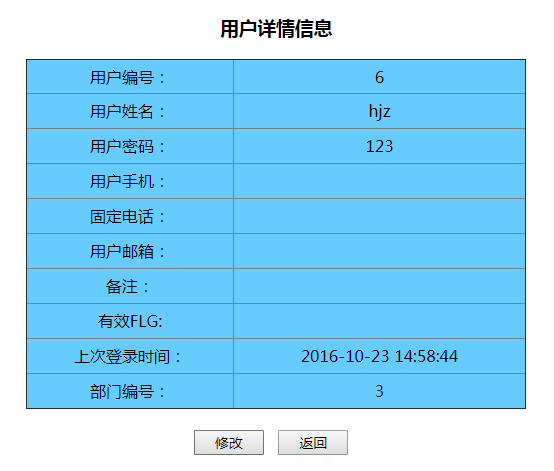 用户详情信息
用户编号： 6
用户姓名： hjz
用户密码： 123
用户手机：
固定电话：
用户邮箱：
备注：
有效FLG:
上次登录时间： 2016-10-23 14:58:44
部门编号： 3
修改 返回